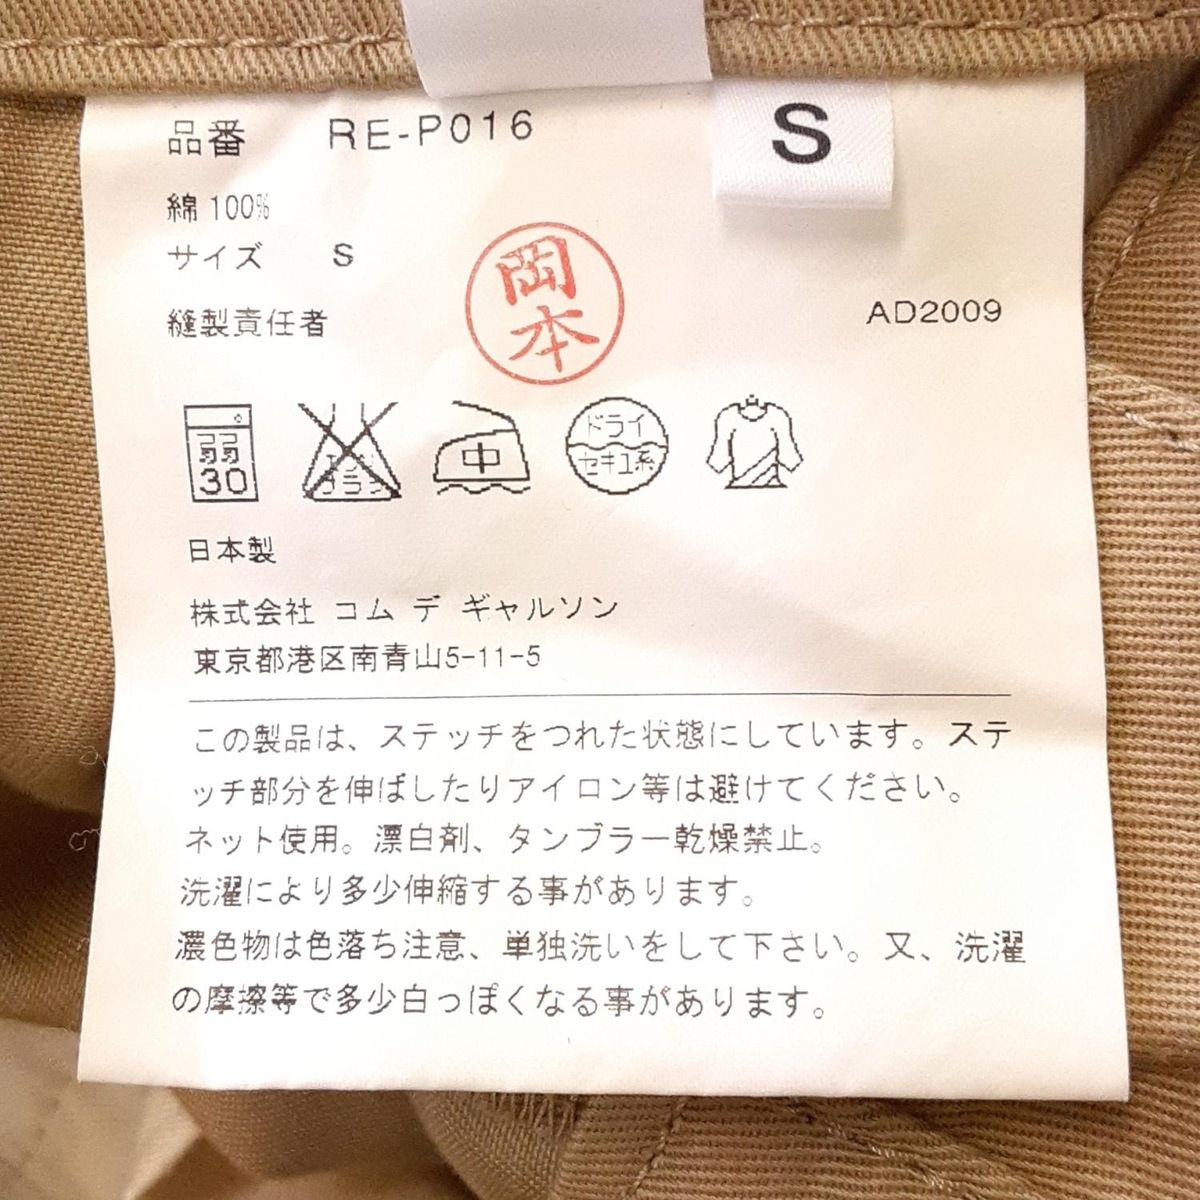 品番 RE-P016
S
綿 100%
サイズ S
岡本
縫製責任者
AD2009
弱
30
中
ドライ
セキユ系
日本製
株式会社 コム デ ギャルソン
東京都港区南青山5-11-5
この製品は、ステッチをつれた状態にしています。ステ
ッチ部分を伸ばしたりアイロン等は避けてください。
ネット使用。漂白剤、タンブラー乾燥禁止。
洗濯により多少伸縮する事があります。
濃色物は色落ち注意、単独洗いをして下さい。又、洗濯
の摩擦等で多少白っぽくなる事があります。